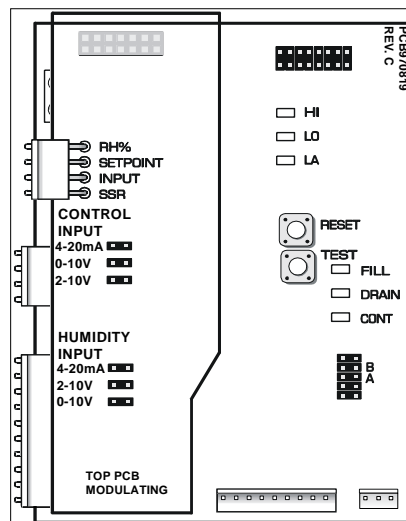 PCB970819
REV. C
HI
LO
LA
RH%
SETPOINT
INPUT
SSR
CONTROL
INPUT
4-20mA
0-10V
2-10V
RESET
TEST
FILL
DRAIN
CONT
HUMIDITY
INPUT
4-20mA
2-10V
0-10V
B
A
TOP PCB
MODULATING